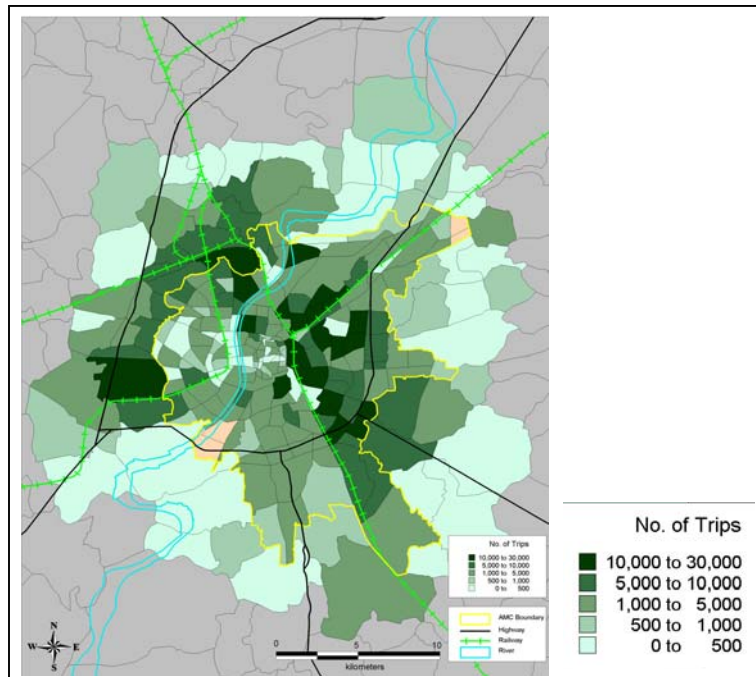 No. of Trips
10,000 to 30,000
5,000 to 10,000
1,000 to 5,000
500 to 1,000
0 to 500
AMC Boundary
Highway
Railway
River
N
W E
S
0 5 10
kilometers
No. of Trips
10,000 to 30,000
5,000 to 10,000
1,000 to 5,000
500 to 1,000
0 to 500